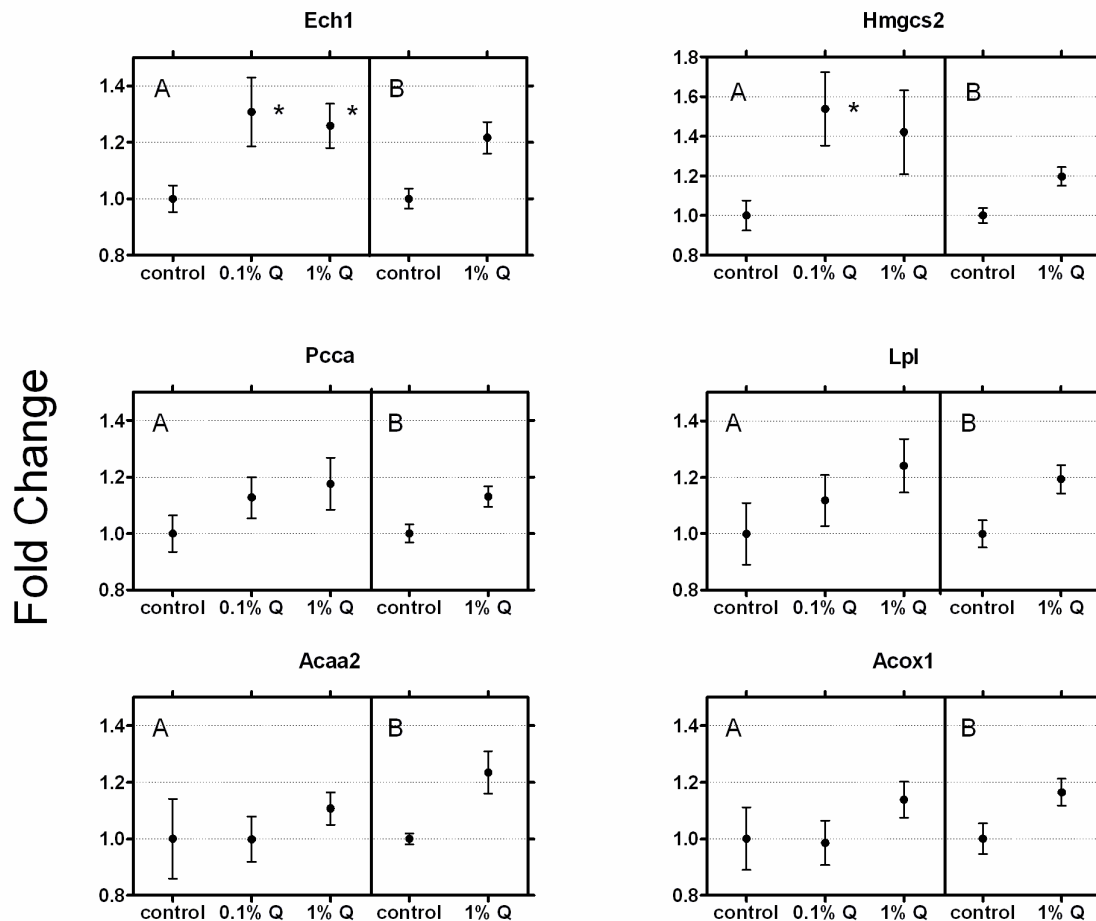 Fold Change
Ech1
A
B
*
*
1.4
1.2
1.0
0.8
control 0.1% Q 1% Q control 1% Q
Hmgcs2
A
B
*
1.8
1.6
1.4
1.2
1.0
0.8
control 0.1% Q 1% Q control 1% Q
Pcca
A
B
1.4
1.2
1.0
0.8
control 0.1% Q 1% Q control 1% Q
Lpl
A
B
1.4
1.2
1.0
0.8
control 0.1% Q 1% Q control 1% Q
Acaa2
A
B
1.4
1.2
1.0
0.8
control 0.1% Q 1% Q control 1% Q
Acox1
A
B
1.4
1.2
1.0
0.8
control 0.1% Q 1% Q control 1% Q